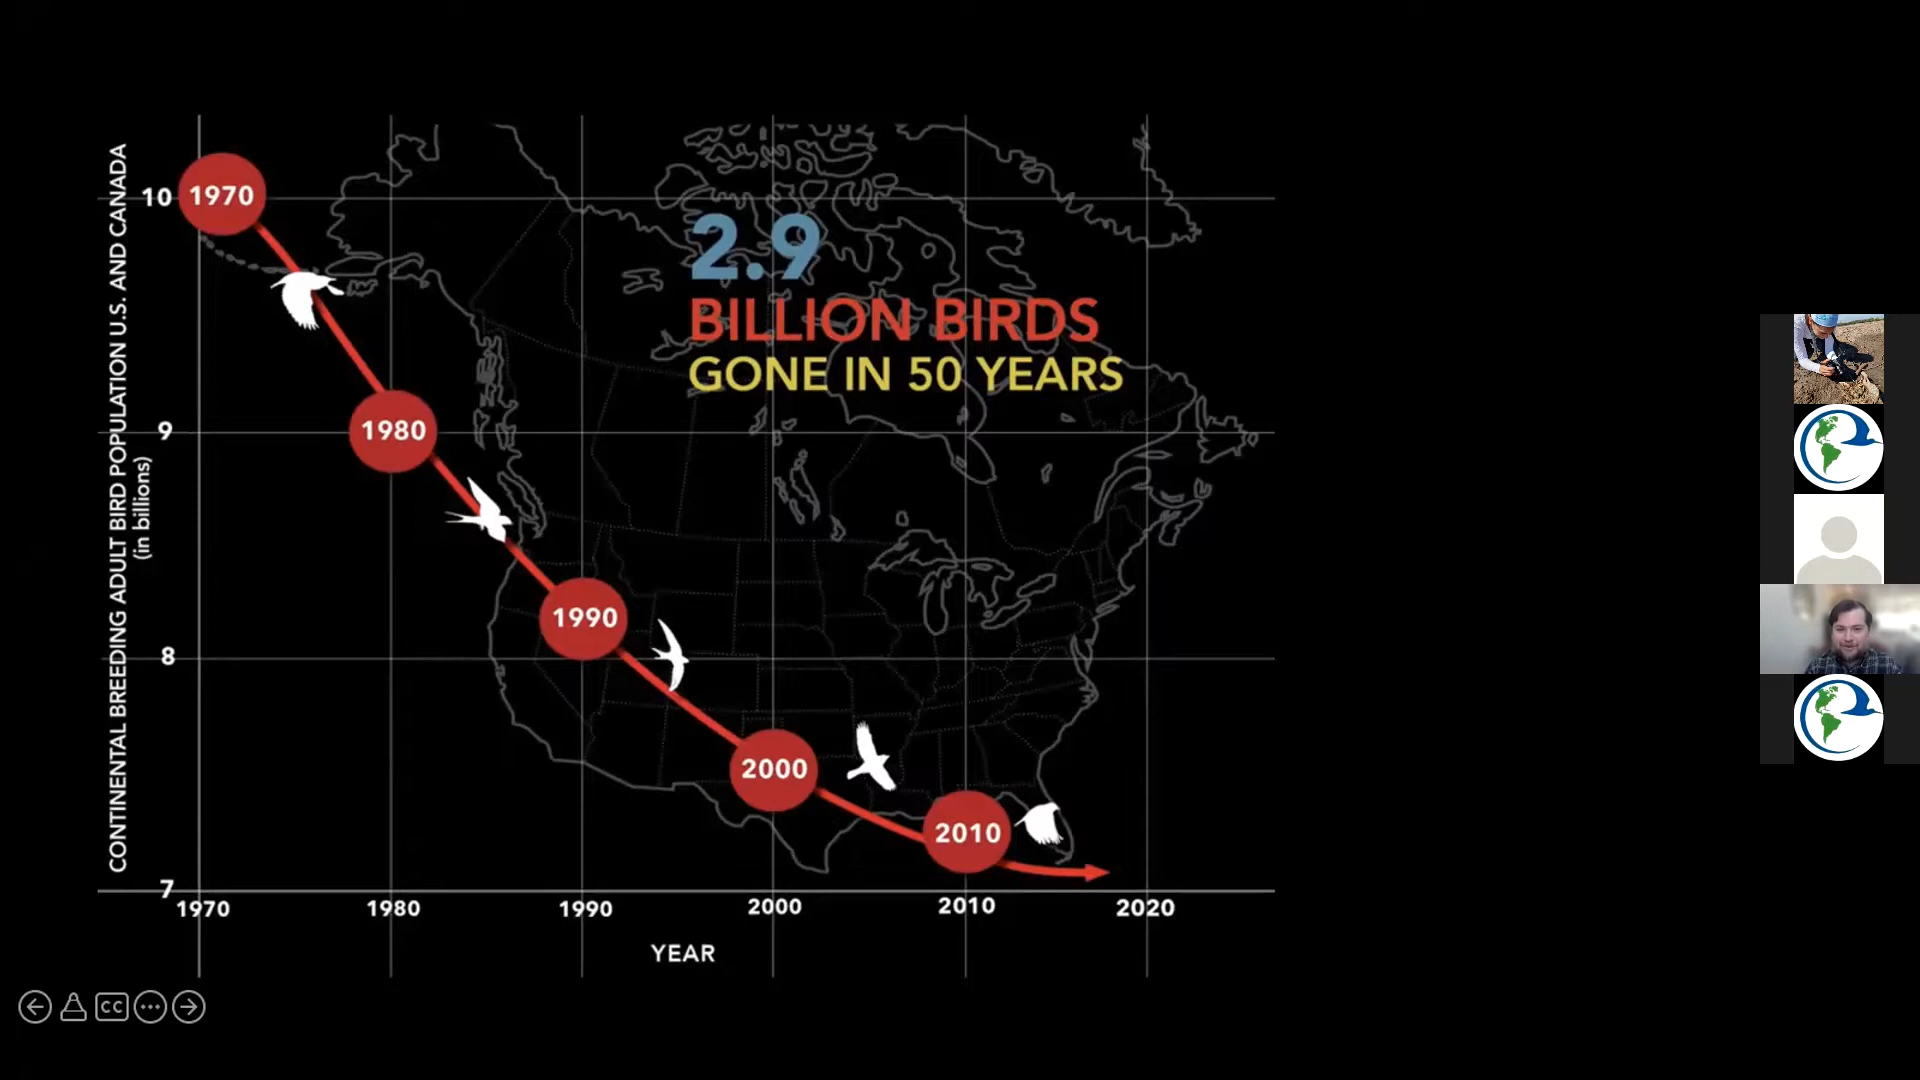 CONTINENTAL BREEDING ADULT BIRD POPULATION U.S. AND CANADA
(in billions)
10
9
8
7
1970
1980
1990
2000
2010
2.9
BILLION BIRDS
GONE IN 50 YEARS
1970
1980
1990
2000
2010
2020
YEAR
CC